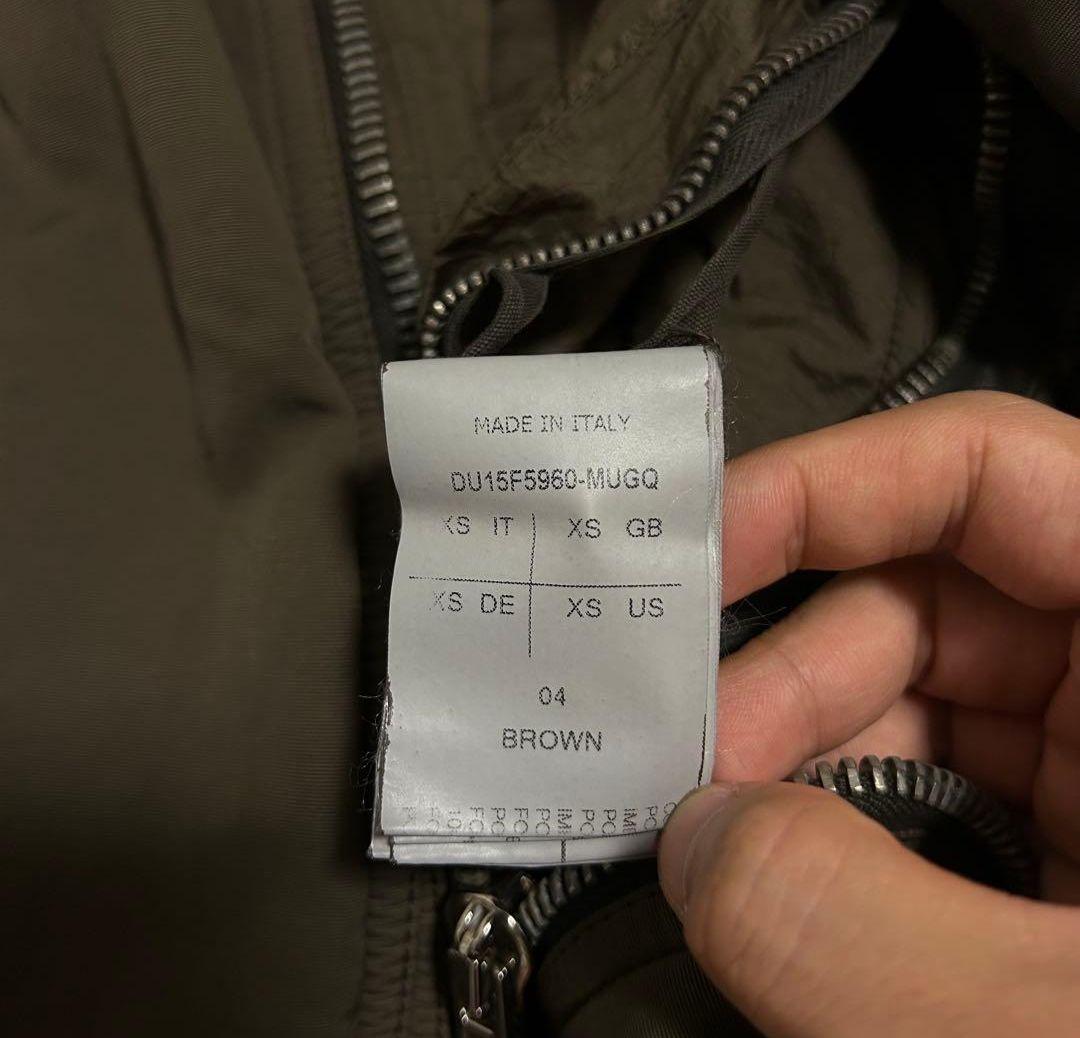 MADE IN ITALY
DU15F5960-MUGQ
XS IT XS GB
XS DE XS US
04
BROWN